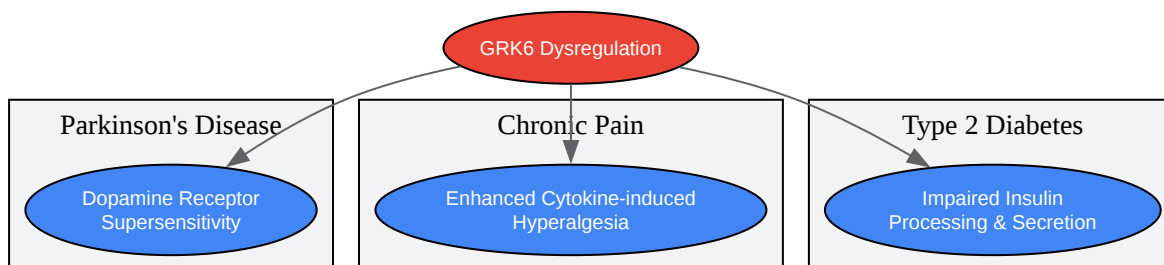 GRK6 Dysregulation
Parkinson's Disease
Chronic Pain
Type 2 Diabetes
Dopamine Receptor
Supersensitivity
Enhanced Cytokine-induced
Hyperalgesia
Impaired Insulin
Processing & Secretion